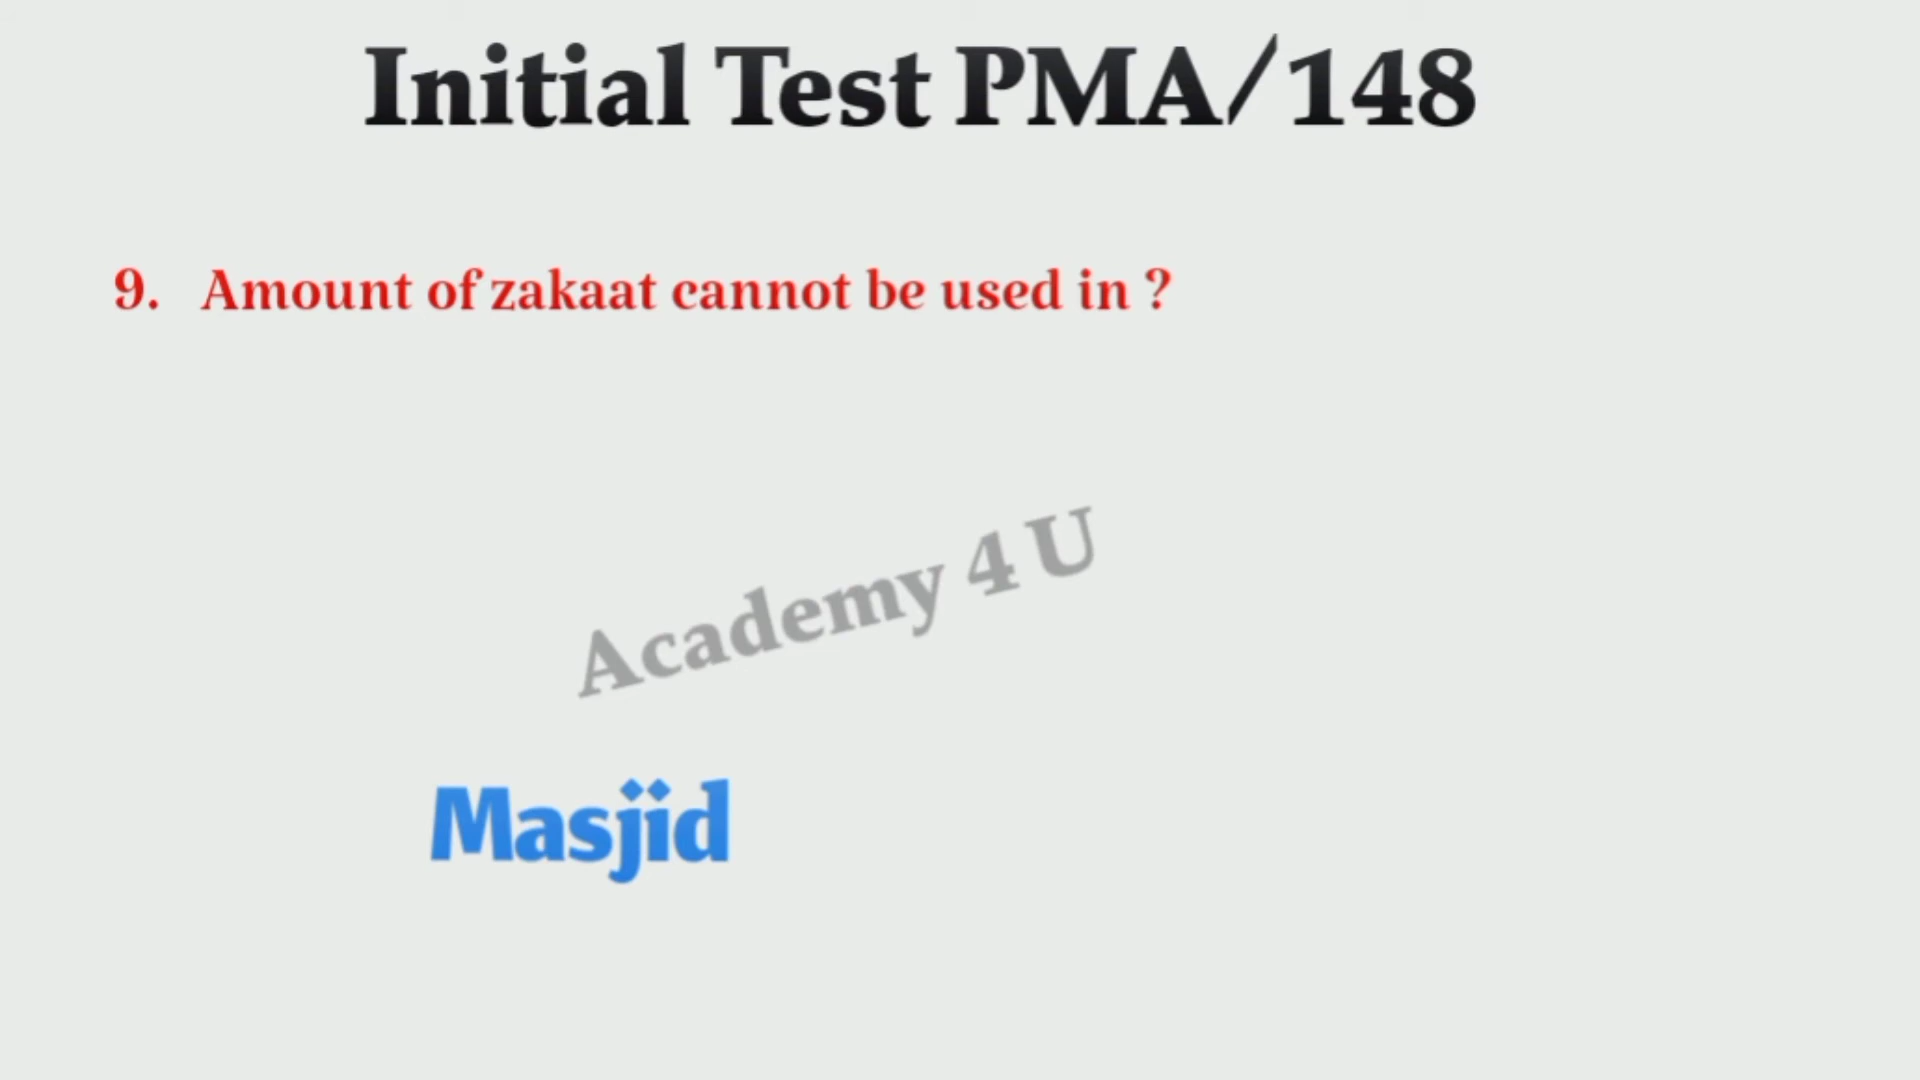 Initial Test PMA/148
9. Amount of zakaat cannot be used in ?
Academy 4 U
Masjid